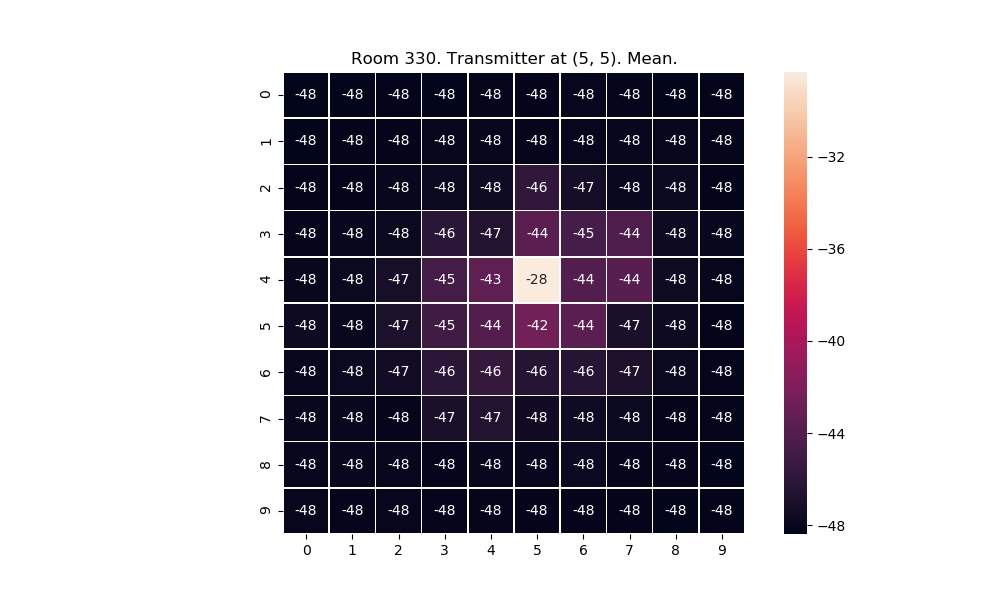 Room 330. Transmitter at (5, 5). Mean.
0 -48 -48 -48 -48 -48 -48 -48 -48 -48 -48
1 -48 -48 -48 -48 -48 -48 -48 -48 -48 -48
−32
2 -48 -48 -48 -48 -48 -46 -47 -48 -48 -48
3 -48 -48 -48 -46 -47 -44 -45 -44 -48 -48
−36
4 -48 -48 -47 -45 -43 -28 -44 -44 -48 -48
5 -48 -48 -47 -45 -44 -42 -44 -47 -48 -48
−40
6 -48 -48 -47 -46 -46 -46 -46 -47 -48 -48
7 -48 -48 -48 -47 -47 -48 -48 -48 -48 -48
−44
8 -48 -48 -48 -48 -48 -48 -48 -48 -48 -48
9 -48 -48 -48 -48 -48 -48 -48 -48 -48 -48
−48
0 1 2 3 4 5 6 7 8 9